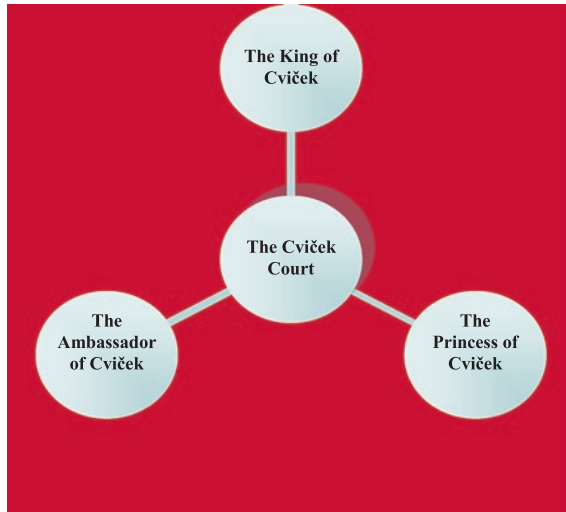 The King of
Cviček
The Cviček
Court
The
Ambassador
of Cviček
The
Princess of
Cviček